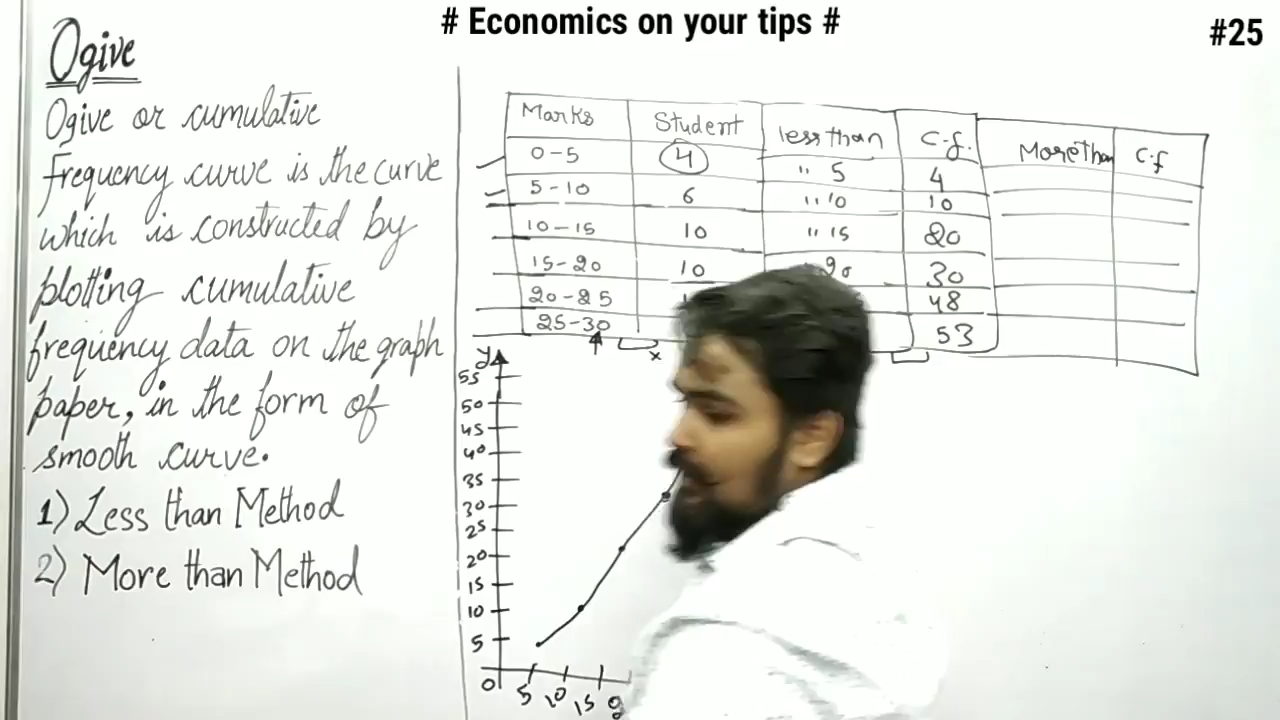 # Economics on your tips #
#25
Ogive
Ogive or cumulative
Frequency curve is the curve
which is constructed by
plotting cumulative
frequency data on the graph
paper, in the form of
smooth curve.
1) Less than Method
2) More than Method
Marks Student less than C.f. More than C.f
0-5 4 " 5 4
5-10 6 " 10 10
10-15 10 " 15 20
15-20 10 20 30
20-25 48
25-30 53
x
y
55
50
45
40
35
30
25
20
15
10
5
0 5 10 15